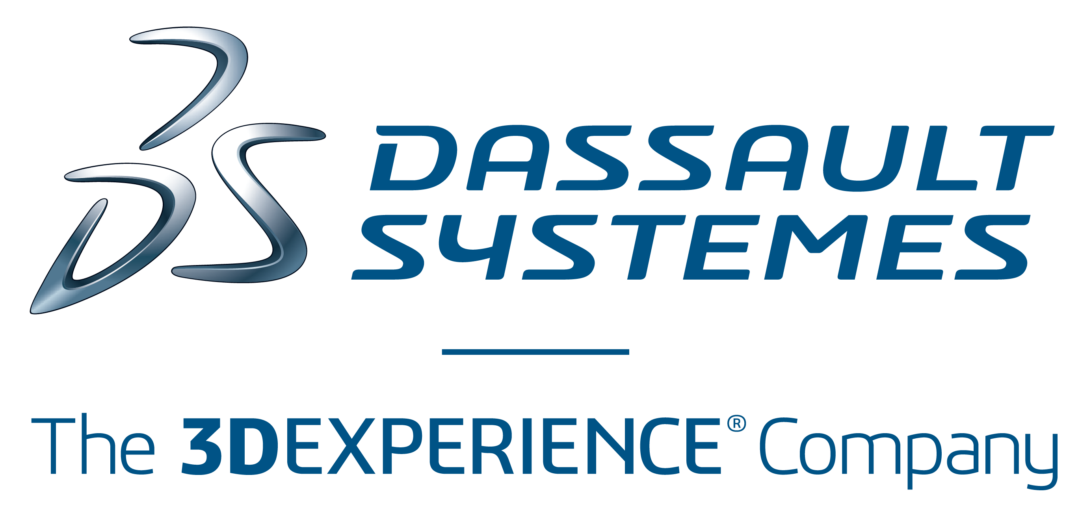 DASSAULT
SYSTEMES
The 3DEXPERIENCE® Company